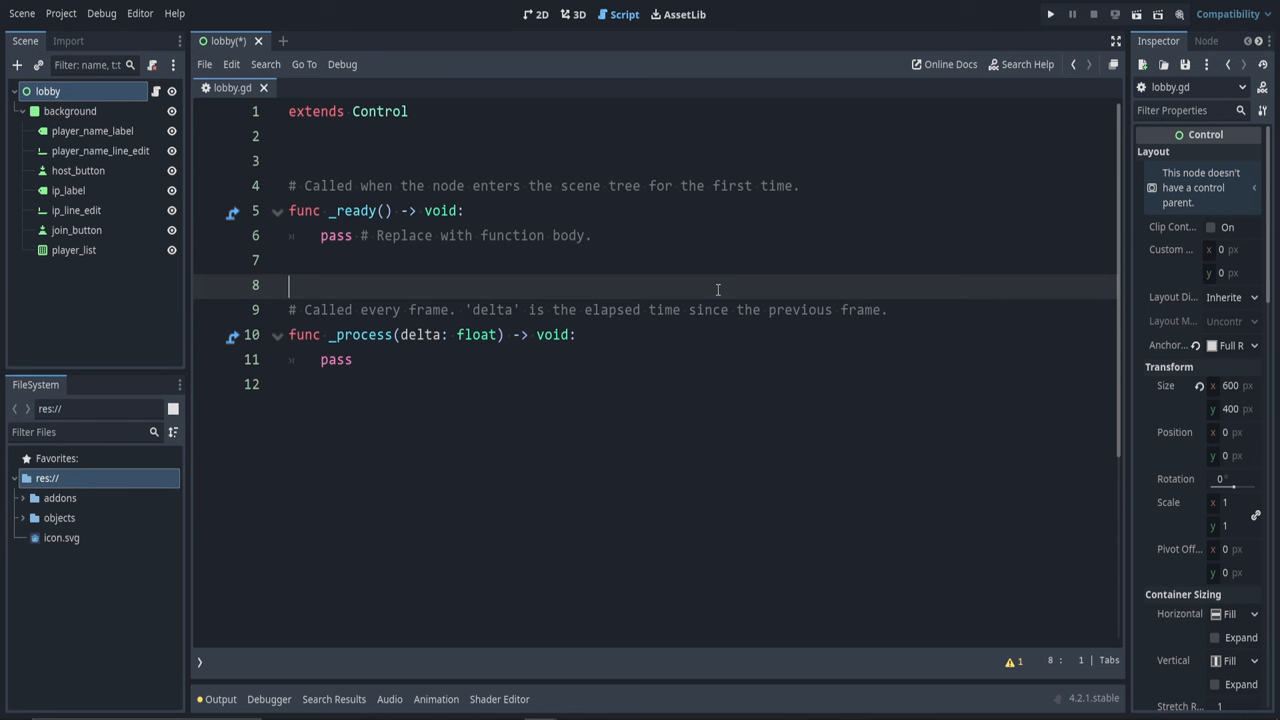 Scene Project Debug Editor Help
2D 3D Script AssetLib
Compatibility
Scene Import
Filter: name, t:t
lobby
background
player_name_label
player_name_line_edit
host_button
ip_label
ip_line_edit
join_button
player_list
FileSystem
res://
Filter Files
Favorites:
res://
addons
objects
icon.svg
lobby(*)
File Edit Search Go To Debug
Online Docs Search Help
lobby.gd
1 extends Control
2
3
4 # Called when the node enters the scene tree for the first time.
5 func _ready() -> void:
6 pass # Replace with function body.
7
8
9 # Called every frame. 'delta' is the elapsed time since the previous frame.
10 func _process(delta: float) -> void:
11 pass
12
1 8 : 1 | Tabs
Output Debugger Search Results Audio Animation Shader Editor
4.2.1.stable
Inspector Node
lobby.gd
Filter Properties
Control
Layout
This node doesn't
have a control
parent.
Clip Cont... On
Custom ... x 0 px
y 0 px
Layout Di... Inherite
Layout M... Uncontr
Anchor... Full R
Transform
Size x 600 px
y 400 px
Position x 0 px
y 0 px
Rotation 0 °
Scale x 1
y 1
Pivot Off... x 0 px
y 0 px
Container Sizing
Horizontal Fill
Expand
Vertical Fill
Expand
Stretch R... 1